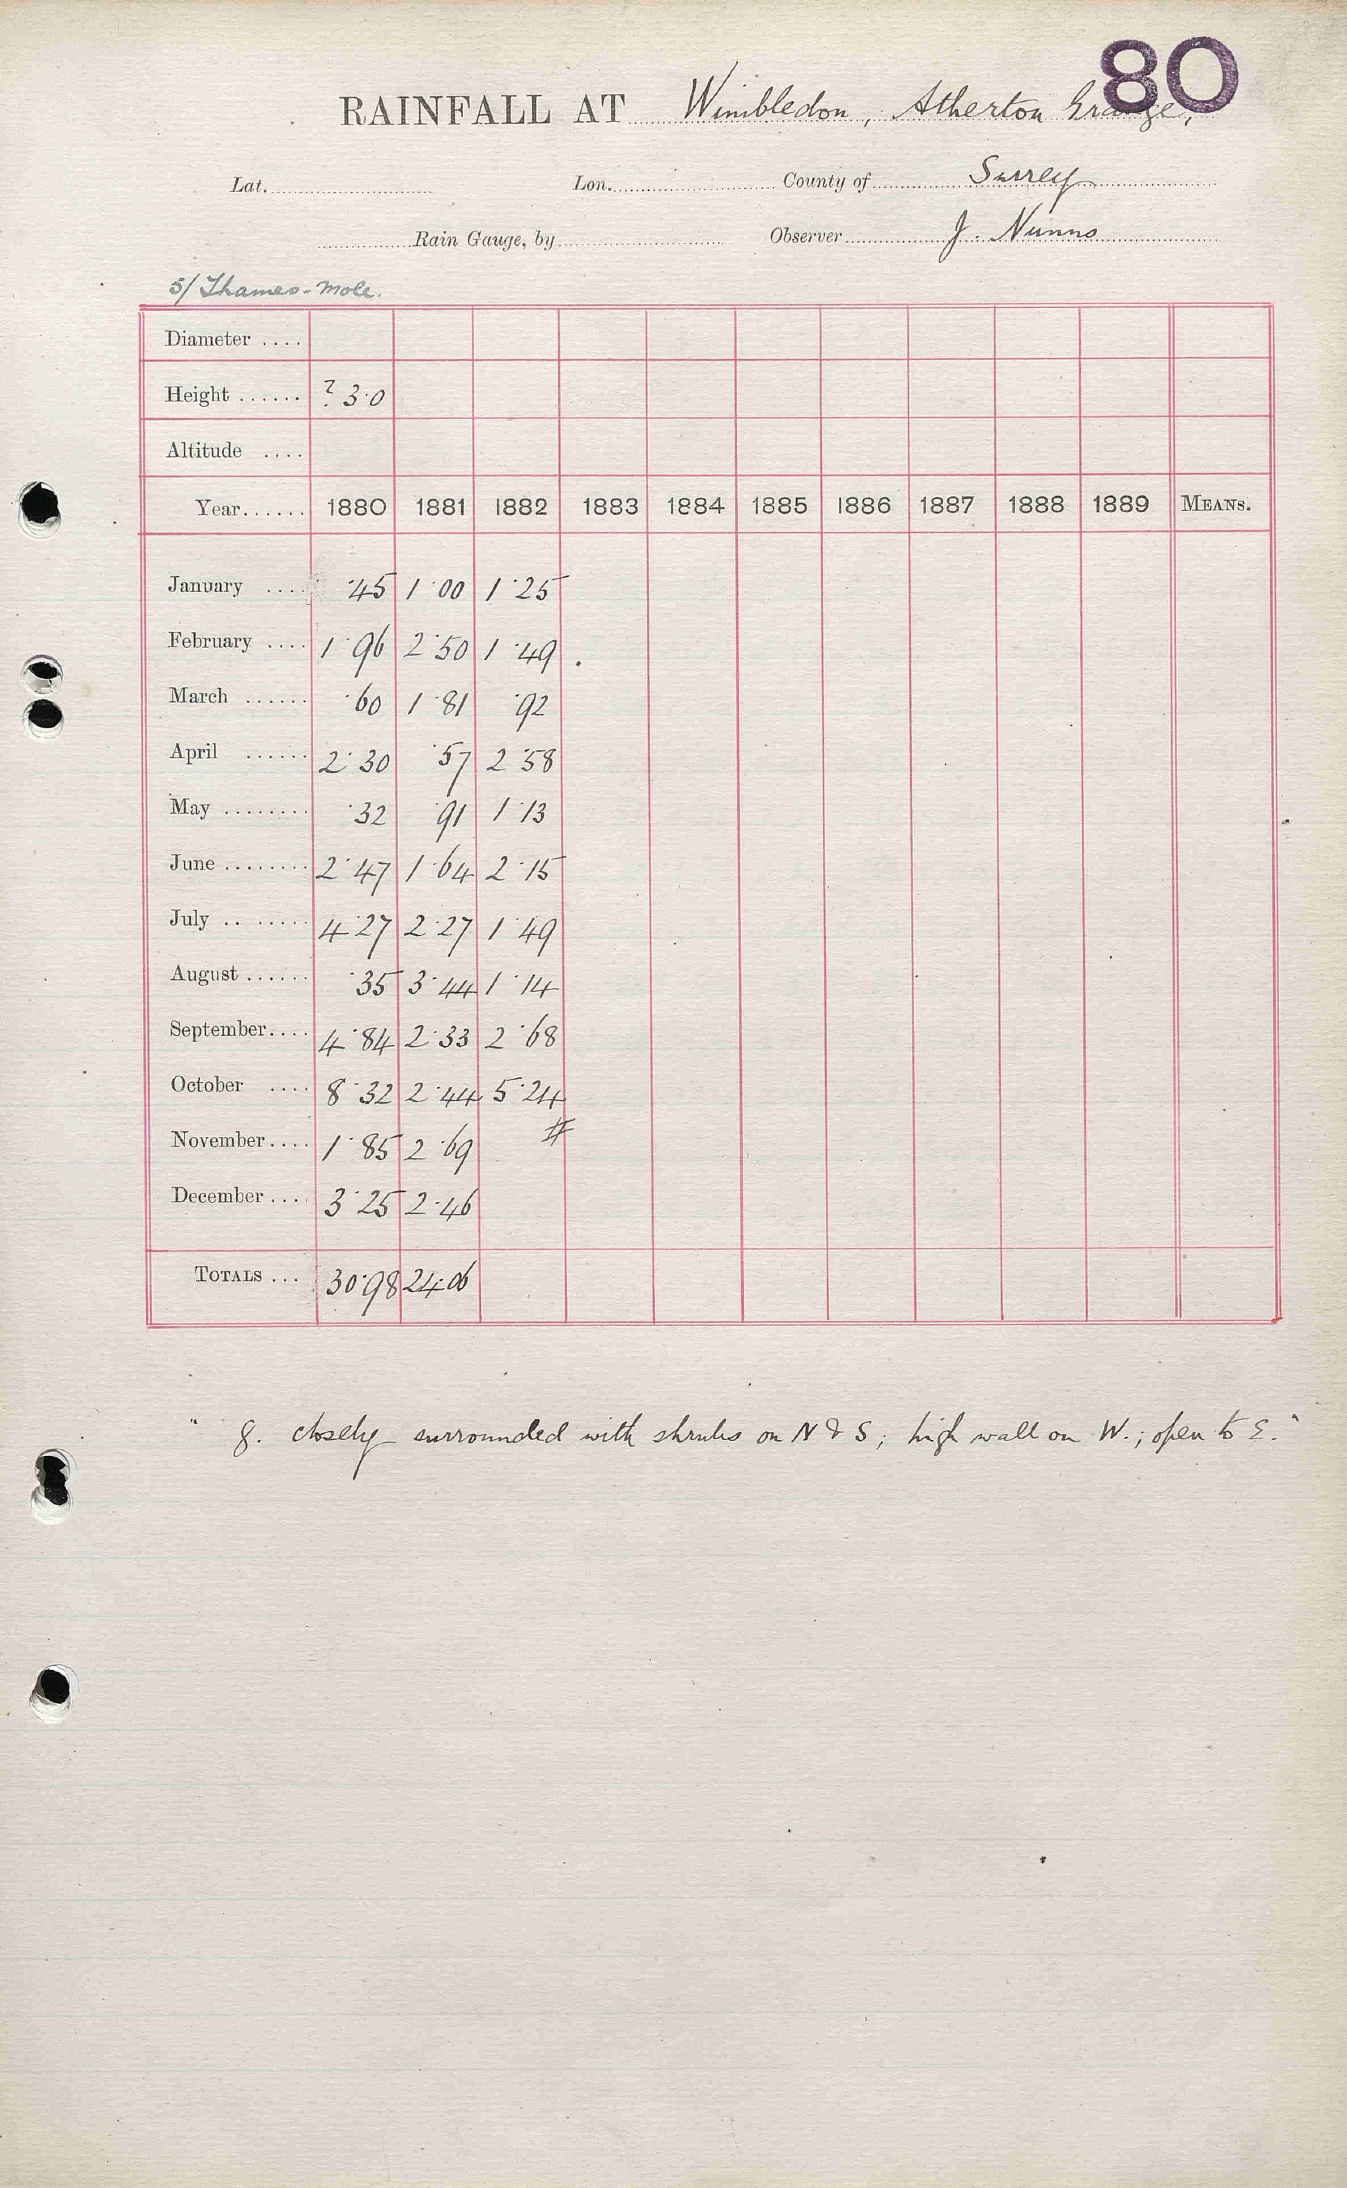 80
RAINFALL AT Wimbledon, Atherton Grange,
Lat. Lon. County of Surrey
Rain Gauge, by Observer J. Nunns
5/ Thames-Mole.
Diameter ....
Height ...... ? 3·0
Altitude ....
Year...... 1880 1881 1882 1883 1884 1885 1886 1887 1888 1889 MEANS.
January .... ·45 1·00 1·25
February .... 1·96 2·50 1·49 .
March ...... ·60 1·81 ·92
April ...... 2·30 ·57 2·58
May ........ ·32 ·91 1·13
June ........ 2·47 1·64 2·15
July .. ...... 4·27 2·27 1·49
August ...... ·35 3·44 1·14
September.... 4·84 2·33 2·68
October .... 8·32 2·44 5·24
November.... 1·85 2·69 #
December .... 3·25 2·46
TOTALS ... 30·98 24·06
" g. closely surrounded with shrubs on N & S; high wall on W.; open to E."